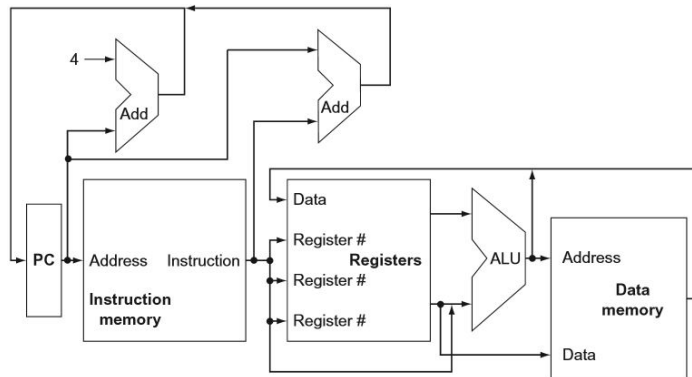 4
Add
Add
Data
PC
Address
Instruction
Register #
Registers
ALU
Address
Register #
Instruction
memory
Data
memory
Register #
Data